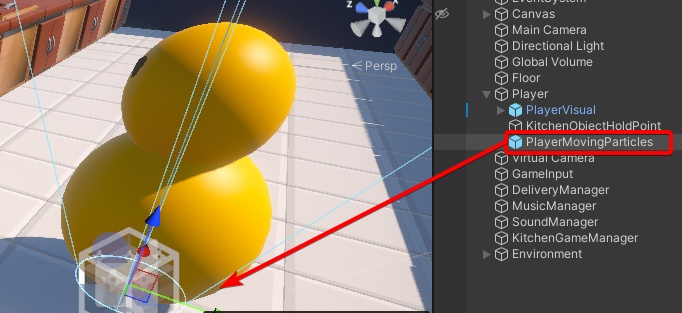 Z
Persp
EventSystem
Canvas
Main Camera
Directional Light
Global Volume
Floor
Player
PlayerVisual
KitchenObjectHoldPoint
PlayerMovingParticles
Virtual Camera
GameInput
DeliveryManager
MusicManager
SoundManager
KitchenGameManager
Environment